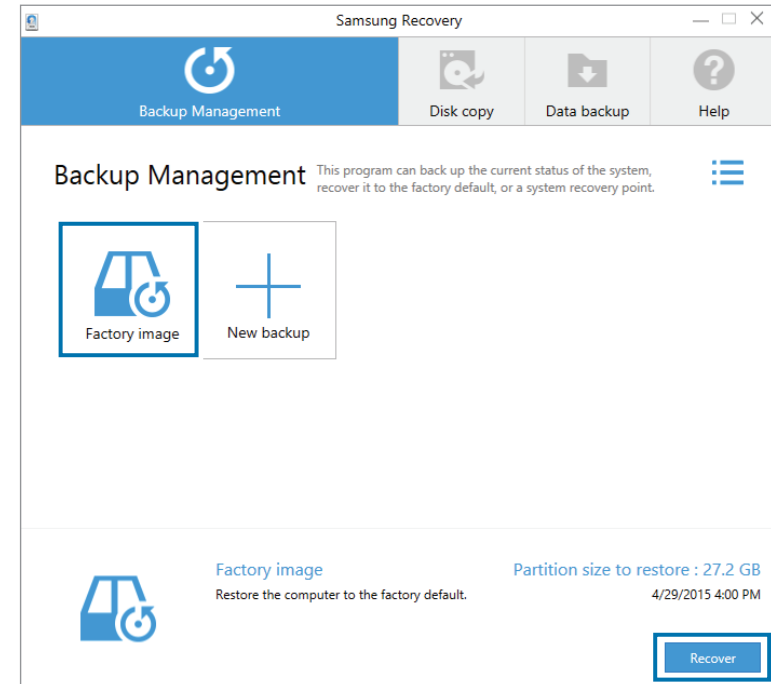 Samsung Recovery
Backup Management
Disk copy
Data backup
Help
Backup Management
This program can back up the current status of the system,
recover it to the factory default, or a system recovery point.
Factory image
New backup
Factory image
Partition size to restore : 27.2 GB
Restore the computer to the factory default.
4/29/2015 4:00 PM
Recover